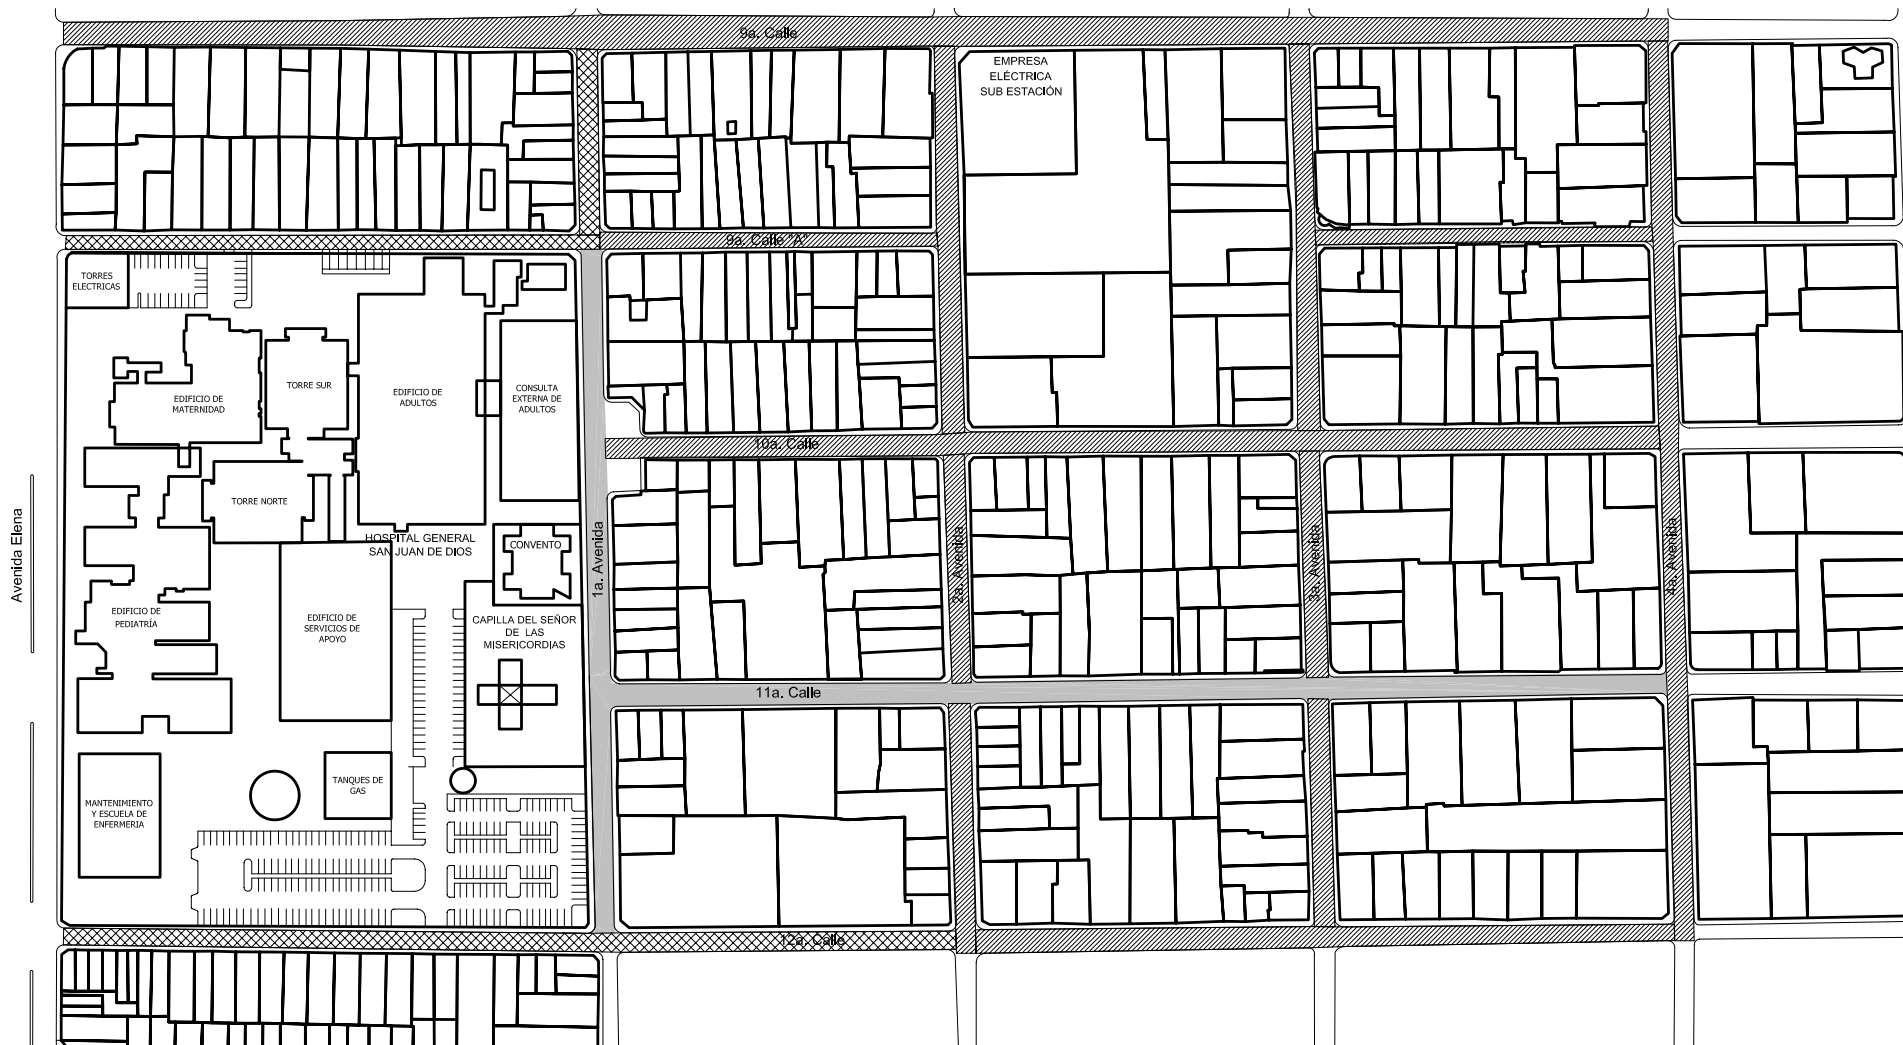 9a. Calle
EMPRESA
ELÉCTRICA
SUB ESTACIÓN
9a. Calle "A"
TORRES
ELECTRICAS
EDIFICIO DE
MATERNIDAD
TORRE SUR
EDIFICIO DE
ADULTOS
CONSULTA
EXTERNA DE
ADULTOS
10a. Calle
TORRE NORTE
HOSPITAL GENERAL
SAN JUAN DE DIOS
CONVENTO
Avenida Elena
1a. Avenida
2a. Avenida
3a. Avenida
4a. Avenida
EDIFICIO DE
PEDIATRÍA
EDIFICIO DE
SERVICIOS DE
APOYO
CAPILLA DEL SEÑOR
DE LAS
MISERICORDIAS
11a. Calle
TANQUES DE
GAS
MANTENIMIENTO
Y ESCUELA DE
ENFERMERIA
12a. Calle